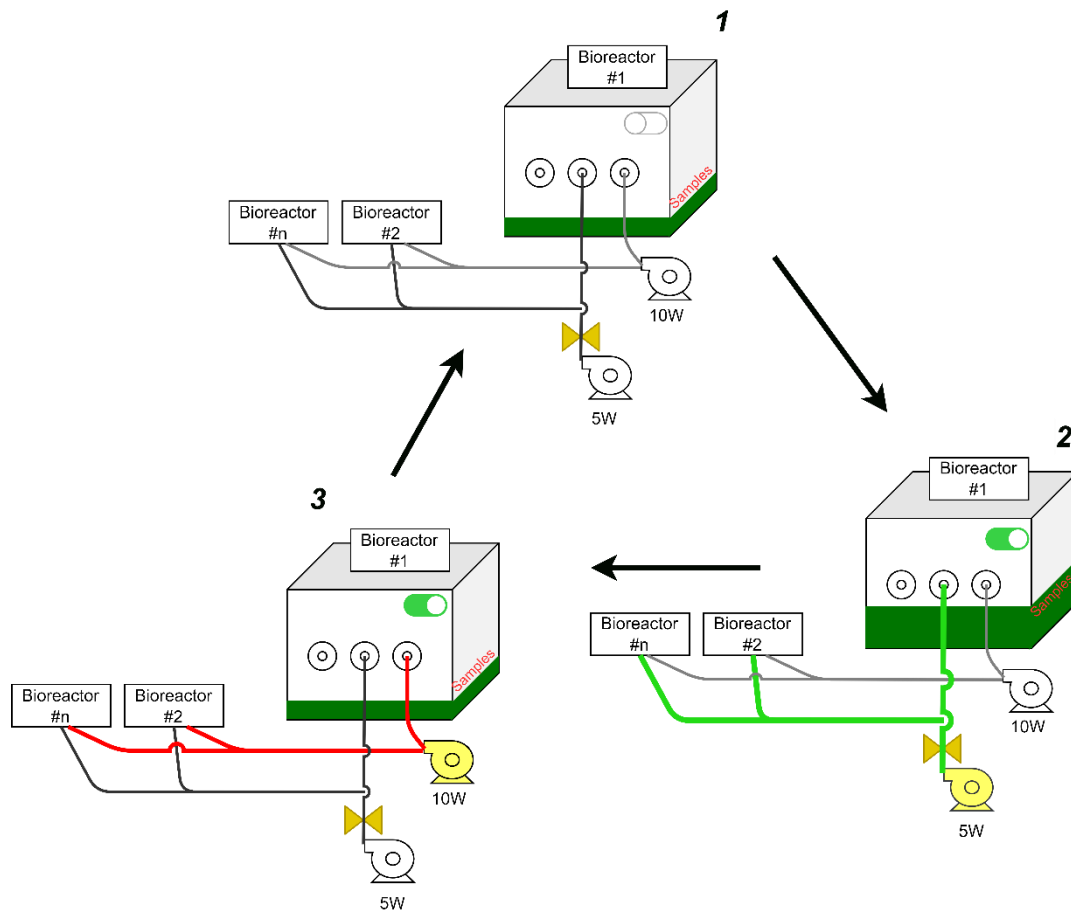 1
Bioreactor
#1
Samples
Bioreactor
#n
Bioreactor
#2
10W
5W
2
Bioreactor
#1
Samples
Bioreactor
#n
Bioreactor
#2
10W
5W
3
Bioreactor
#1
Samples
Bioreactor
#n
Bioreactor
#2
10W
5W